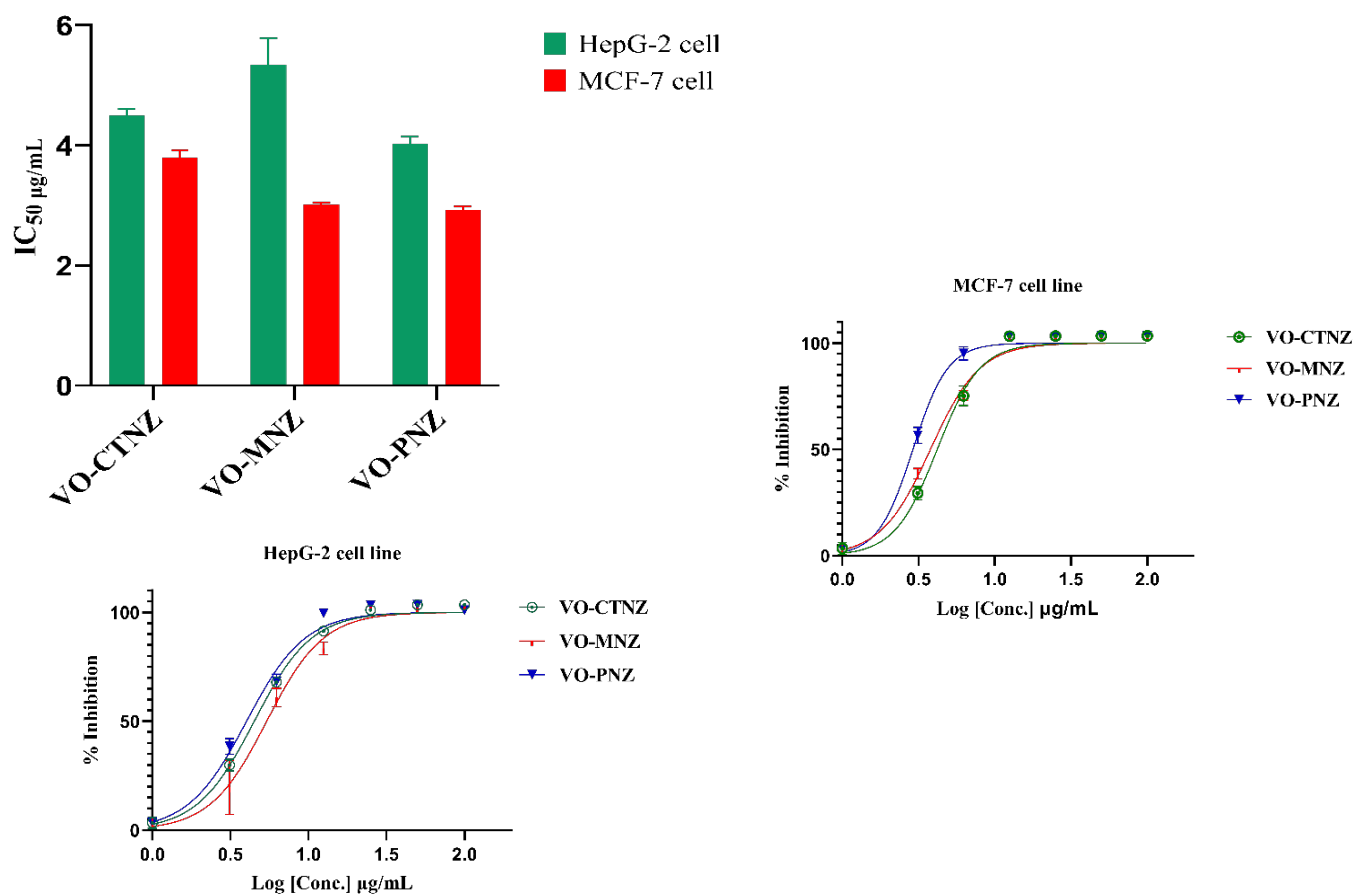 6
4
2
0
IC50 µg/mL
HepG-2 cell
MCF-7 cell
VO-CTNZ
VO-MNZ
VO-PNZ
MCF-7 cell line
100
50
0
% Inhibition
0.0 0.5 1.0 1.5 2.0
Log [Conc.] µg/mL
VO-CTNZ
VO-MNZ
VO-PNZ
HepG-2 cell line
100
50
0
% Inhibition
0.0 0.5 1.0 1.5 2.0
Log [Conc.] µg/mL
VO-CTNZ
VO-MNZ
VO-PNZ